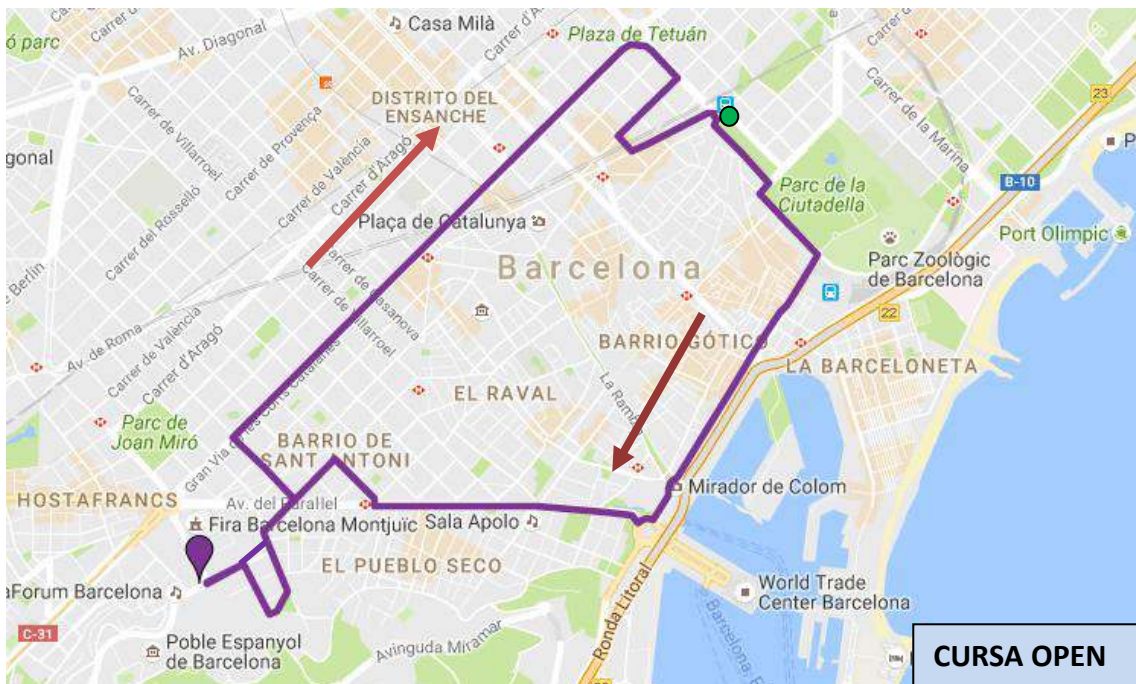 Casa Milà
Carrer d'A
Plaza de Tetuán
ó parc
Av. Diagonal
DISTRITO DEL
ENSANCHE
Carrer de la Marina
23
gonal
Carrer de Villarroel
Carrer de Provença
Carrer de València
Carrer d'Aragó
Carrer del Rosselló
B-10
Parc de la
Ciutadella
Plaça de Catalunya
Port Olímpic
Parc Zoològic
de Barcelona
Barcelona
e Berlín
Carrer de Casanova
Carrer de Villarroel
22
Av. de Roma
Carrer de València
Carrer d'Aragó
BARRIO GÓTICO
LA BARCELONETA
EL RAVAL
La Rambla
Parc de
Joan Miró
Gran Via de les Corts Catalanes
BARRIO DE
SANT ANTONI
HOSTAFRANCS
Av. del Paral·lel
Mirador de Colom
Fira Barcelona Montjuïc
Sala Apolo
EL PUEBLO SECO
aForum Barcelona
World Trade
Center Barcelona
Ronda Litoral
C-31
Poble Espanyol
de Barcelona
Avinguda Miramar
CURSA OPEN